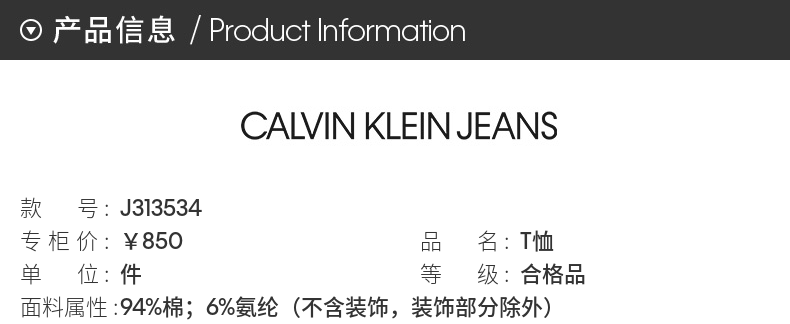 产品信息 / Product Information
CALVIN KLEIN JEANS
款 号: J313534
专柜价: ￥850 品 名: T恤
单 位: 件 等 级: 合格品
面料属性:94%棉；6%氨纶（不含装饰，装饰部分除外）